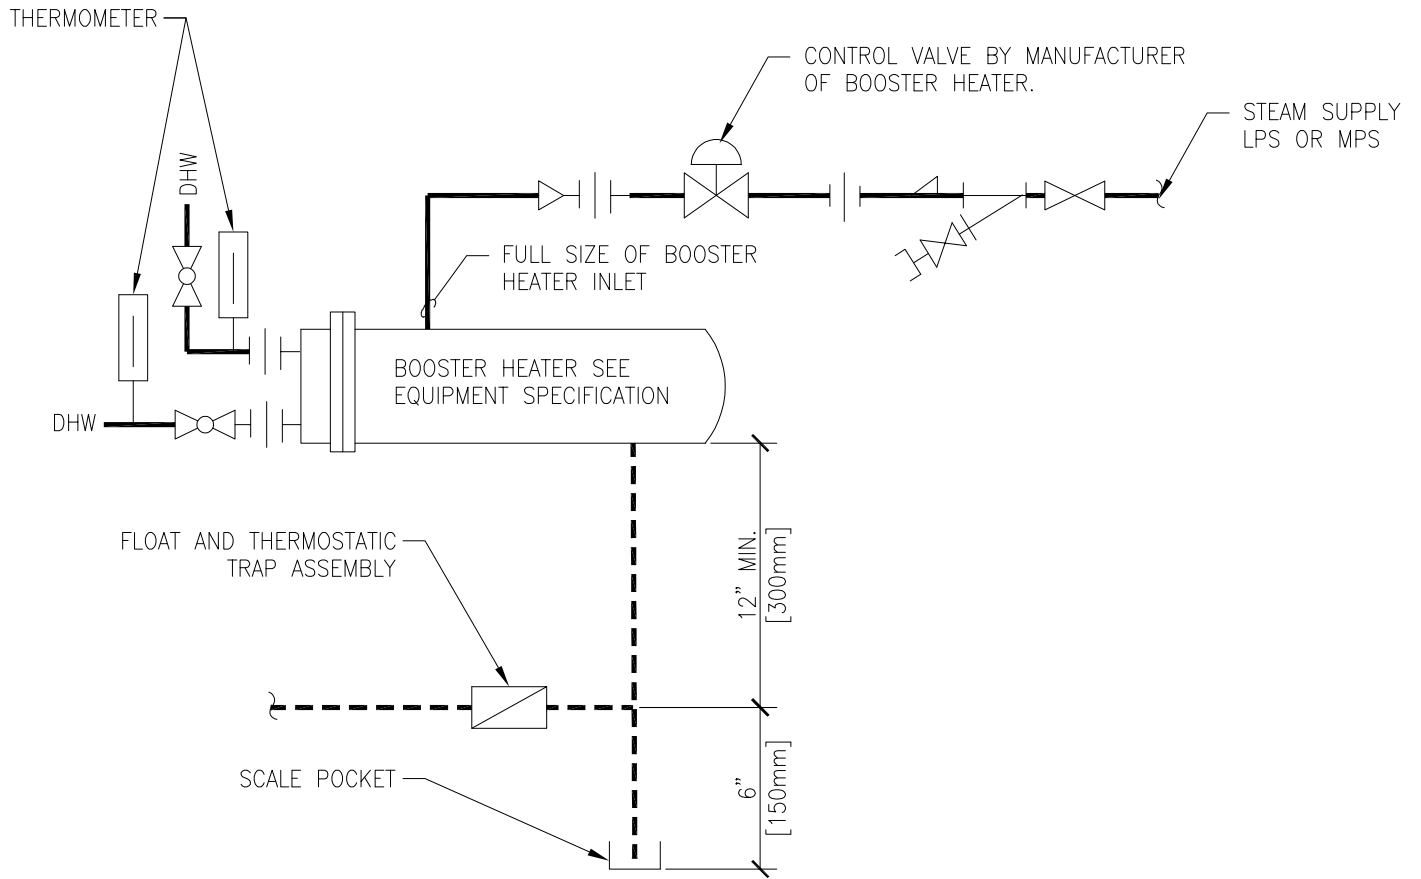 THERMOMETER
CONTROL VALVE BY MANUFACTURER
OF BOOSTER HEATER.
STEAM SUPPLY
LPS OR MPS
DHW
FULL SIZE OF BOOSTER
HEATER INLET
BOOSTER HEATER SEE
EQUIPMENT SPECIFICATION
DHW
FLOAT AND THERMOSTATIC
TRAP ASSEMBLY
12” MIN.
[300mm]
SCALE POCKET
6”
[150mm]